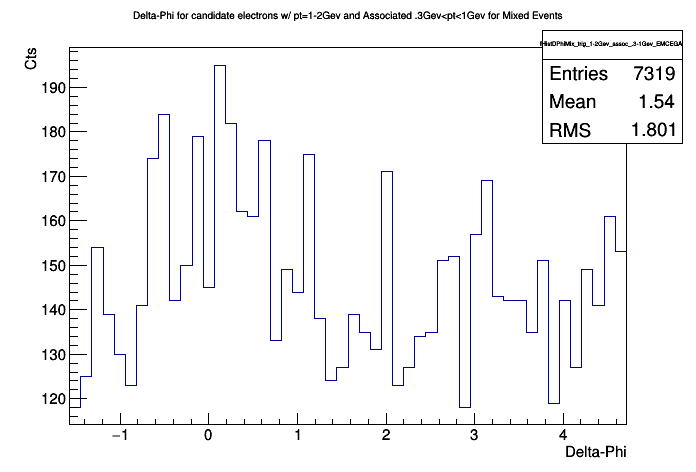 Delta-Phi for candidate electrons w/ pt=1-2Gev and Associated .3Gev<pt<1Gev for Mixed Events
Cts
HistDPhiMix_trip_1-2Gev_assoc_.3-1Gev_EMCEGA
Entries 7319
Mean 1.54
RMS 1.801
190
180
170
160
150
140
130
120
−1 0 1 2 3 4
Delta-Phi